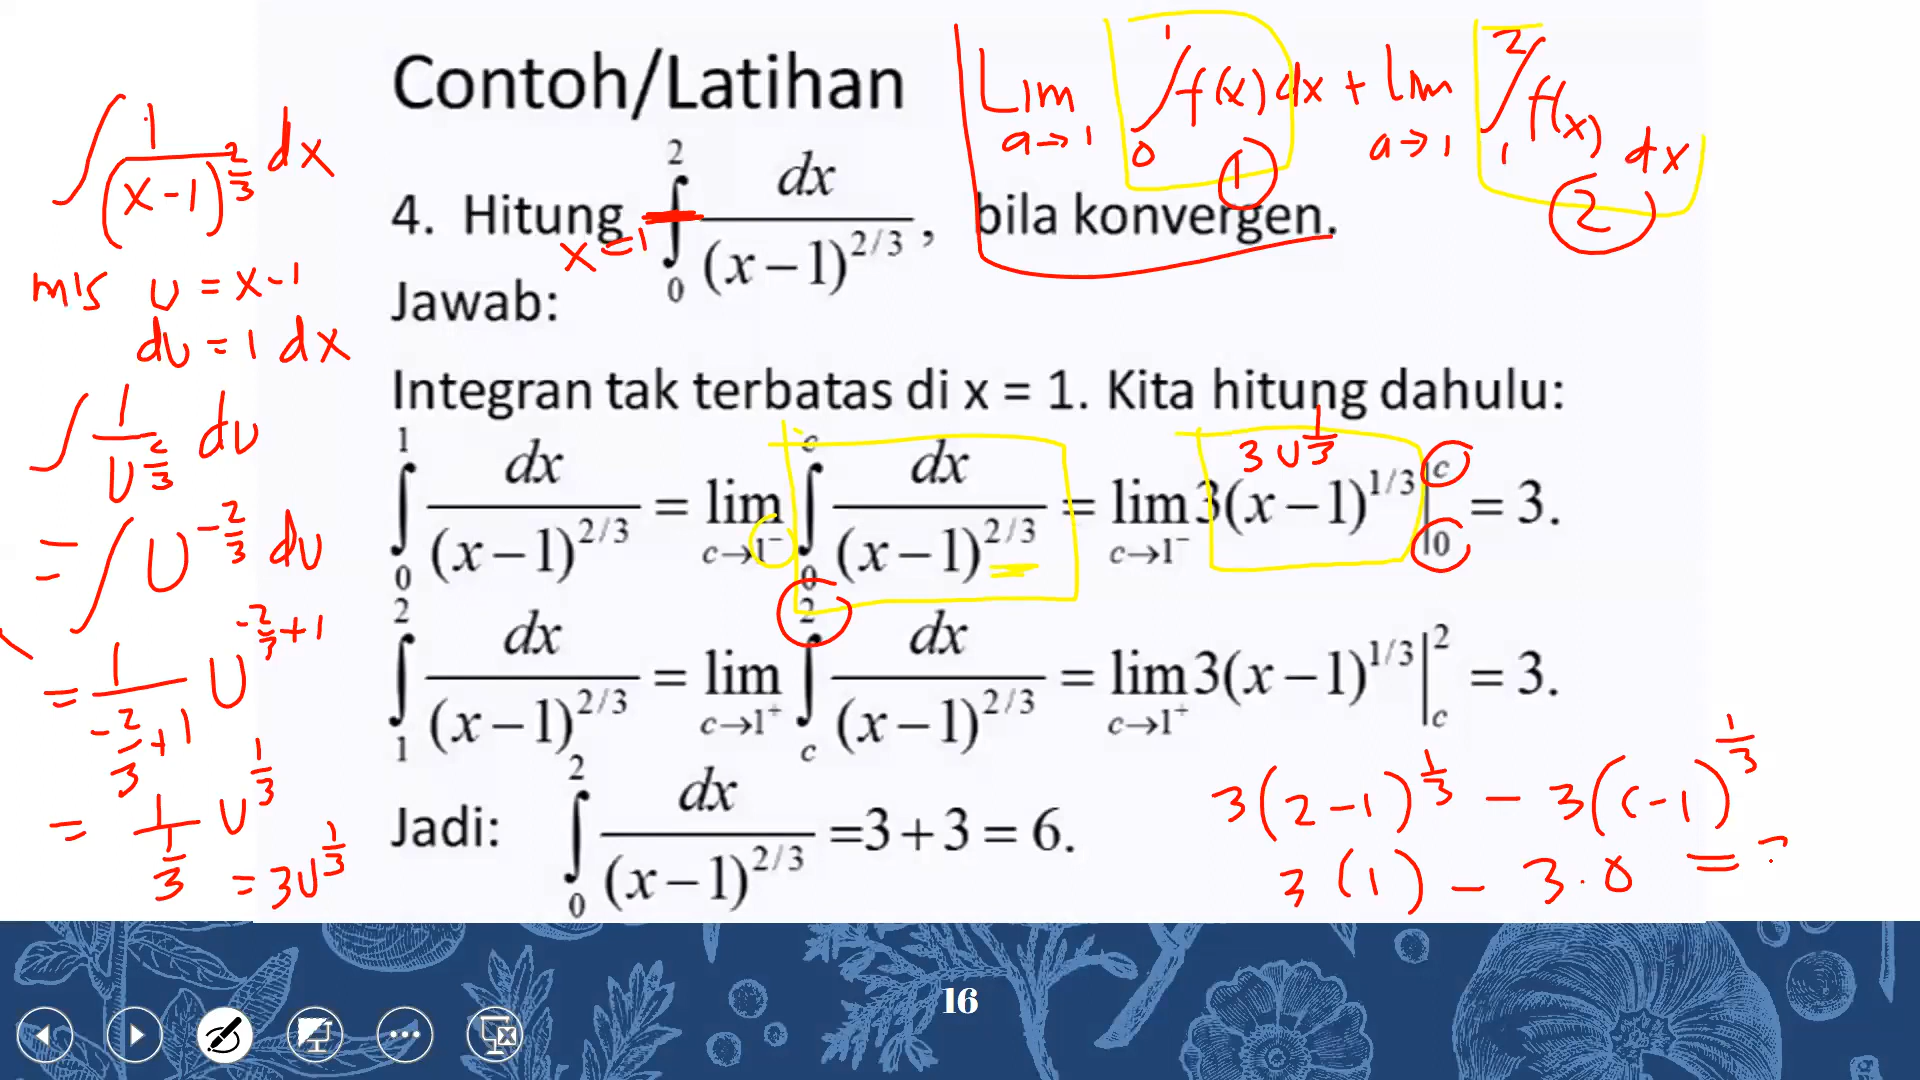 Contoh/Latihan
4. Hitung ∫₀² dx/(x−1)^{2/3}, bila konvergen.
x = 1
Lim a→1 ∫₀¹ f(x) dx + lim a→1 ∫₁² f(x) dx
① ②
Jawab:
Integran tak terbatas di x = 1. Kita hitung dahulu:
3 u^{1/3}
∫₀¹ dx/(x−1)^{2/3} = lim_{c→1⁻} ∫₀^c dx/(x−1)^{2/3} = lim_{c→1⁻} 3(x−1)^{1/3} |₀^c = 3.
∫₁² dx/(x−1)^{2/3} = lim_{c→1⁺} ∫_c² dx/(x−1)^{2/3} = lim_{c→1⁺} 3(x−1)^{1/3} |_c² = 3.
Jadi: ∫₀² dx/(x−1)^{2/3} =3+3 = 6.
∫ 1/(x−1)^{2/3} dx
mis u = x−1
du = 1 dx
∫ 1/u^{2/3} du
= ∫ u^{−2/3} du
= 1/(−2/3+1) u^{−2/3+1}
= 1/(1/3) u^{1/3}
= 3u^{1/3}
3(2−1)^{1/3} − 3(c−1)^{1/3}
3(1) − 3.0 =
16